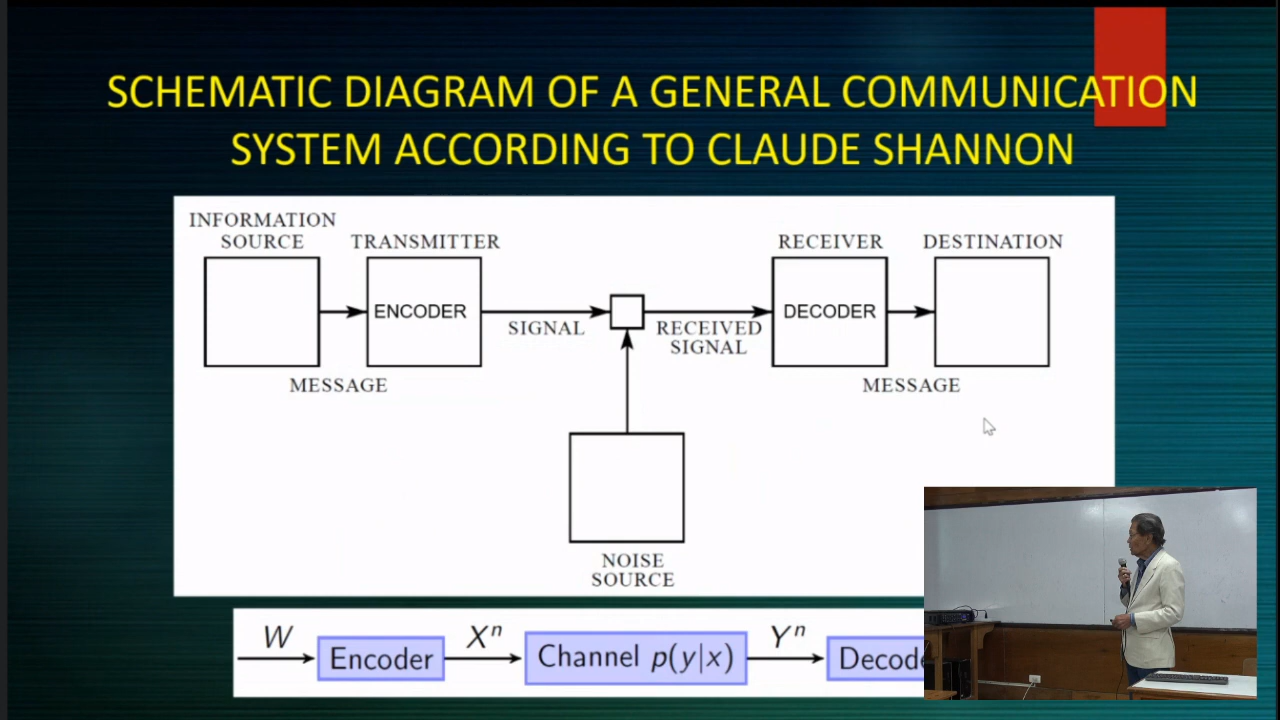 SCHEMATIC DIAGRAM OF A GENERAL COMMUNICATION
SYSTEM ACCORDING TO CLAUDE SHANNON
INFORMATION
SOURCE
TRANSMITTER
RECEIVER
DESTINATION
ENCODER
DECODER
SIGNAL
RECEIVED
SIGNAL
MESSAGE
MESSAGE
NOISE
SOURCE
W
Encoder
Xⁿ
Channel p(y|x)
Yⁿ
Decode